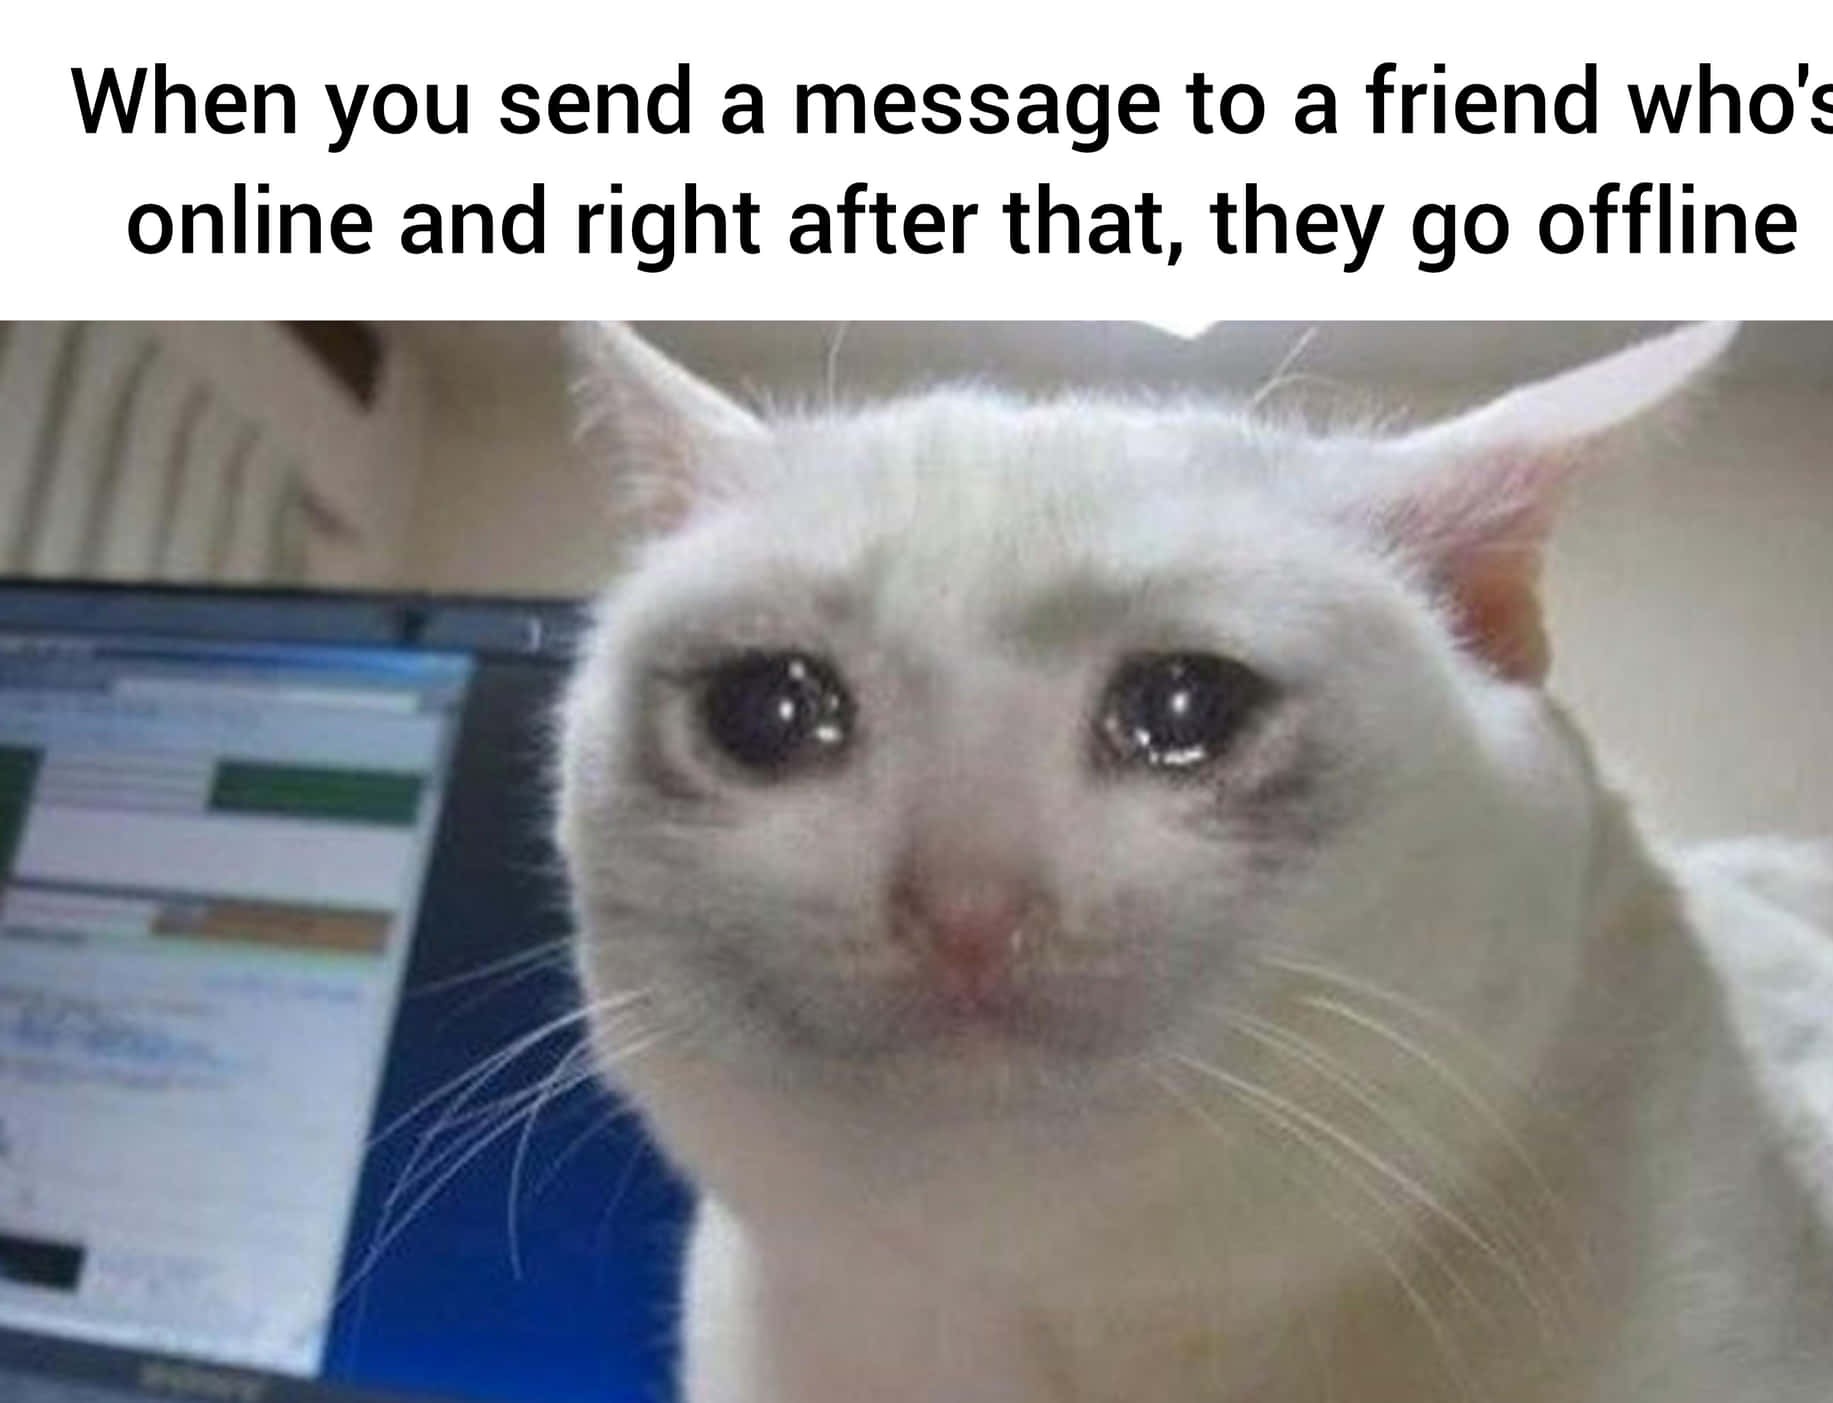 When you send a message to a friend who's
online and right after that, they go offline